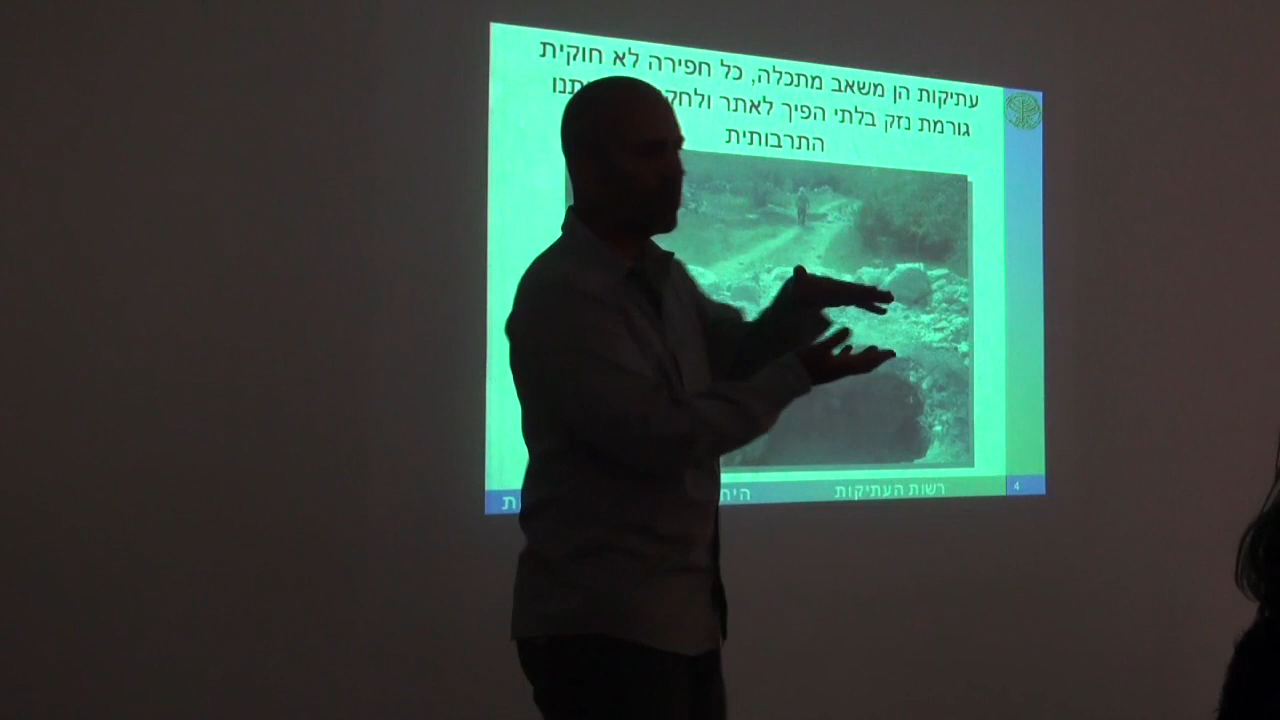 עתיקות הן משאב מתכלה, כל חפירה לא חוקית
גורמת נזק בלתי הפיך לאתר
התרבותית
רשות העתיקות
4